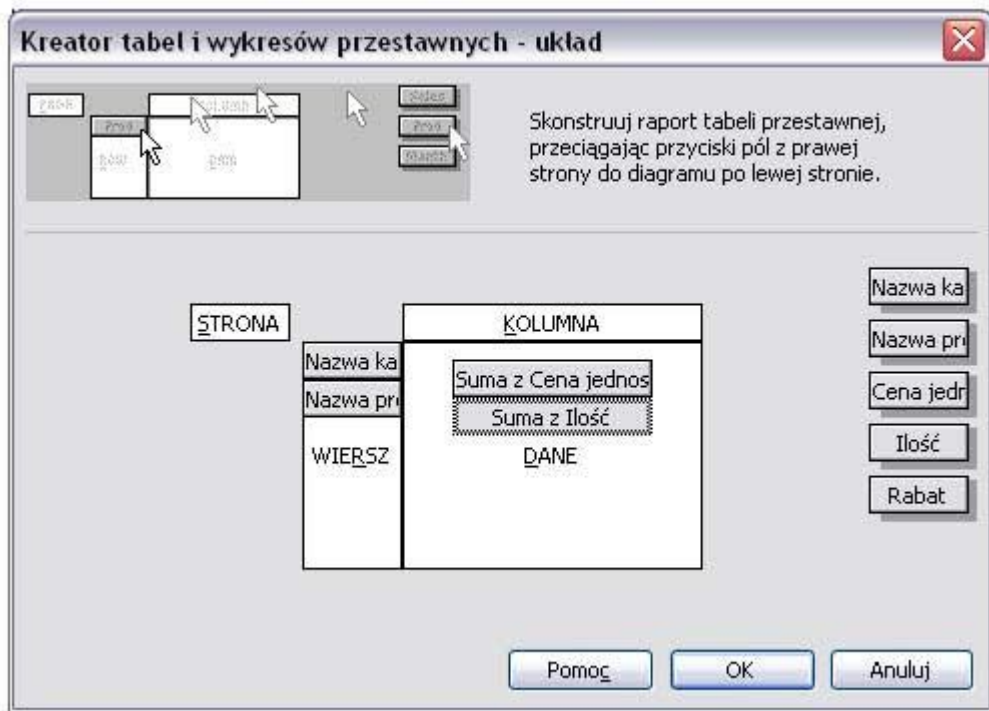 Kreator tabel i wykresów przestawnych - układ
Skonstruuj raport tabeli przestawnej,
przeciągając przyciski pól z prawej
strony do diagramu po lewej stronie.
Nazwa ka
STRONA
KOLUMNA
Nazwa pr
Nazwa ka
Suma z Cena jednos
Nazwa pr
Cena jedn
Suma z Ilość
Ilość
WIERSZ
DANE
Rabat
Pomoc
OK
Anuluj